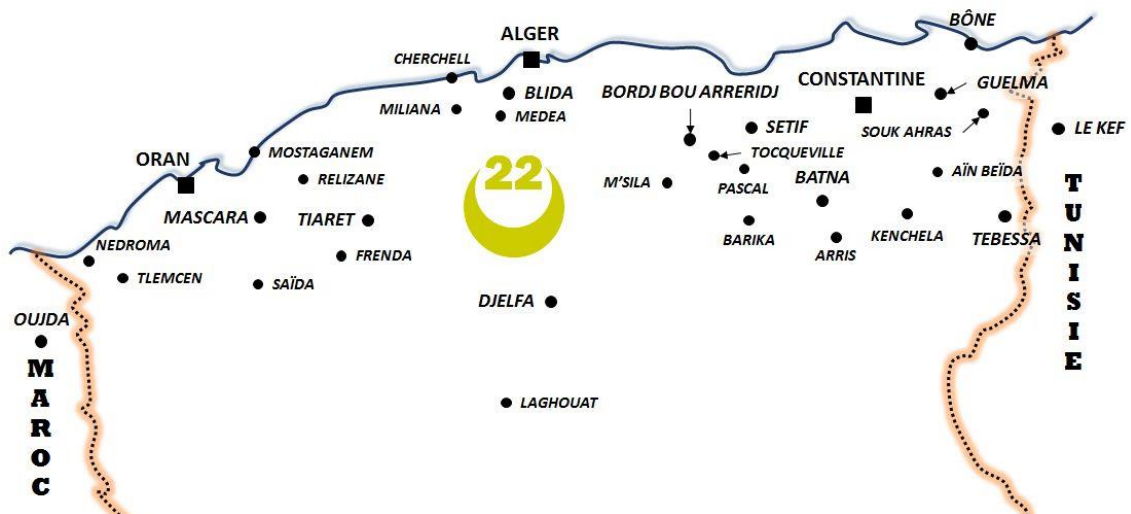 BÔNE
ALGER
CHERCHELL
CONSTANTINE
GUELMA
BLIDA
BORDJ BOU ARRERIDJ
MILIANA
MEDEA
SETIF
SOUK AHRAS
LE KEF
ORAN
MOSTAGANEM
TOCQUEVILLE
22
RELIZANE
M'SILA
PASCAL
BATNA
AÏN BEÏDA
MASCARA
TIARET
BARIKA
ARRIS
KENCHELA
TEBESSA
NEDROMA
FRENDA
TLEMCEN
SAÏDA
DJELFA
OUJDA
LAGHOUAT
MAROC
TUNISIE